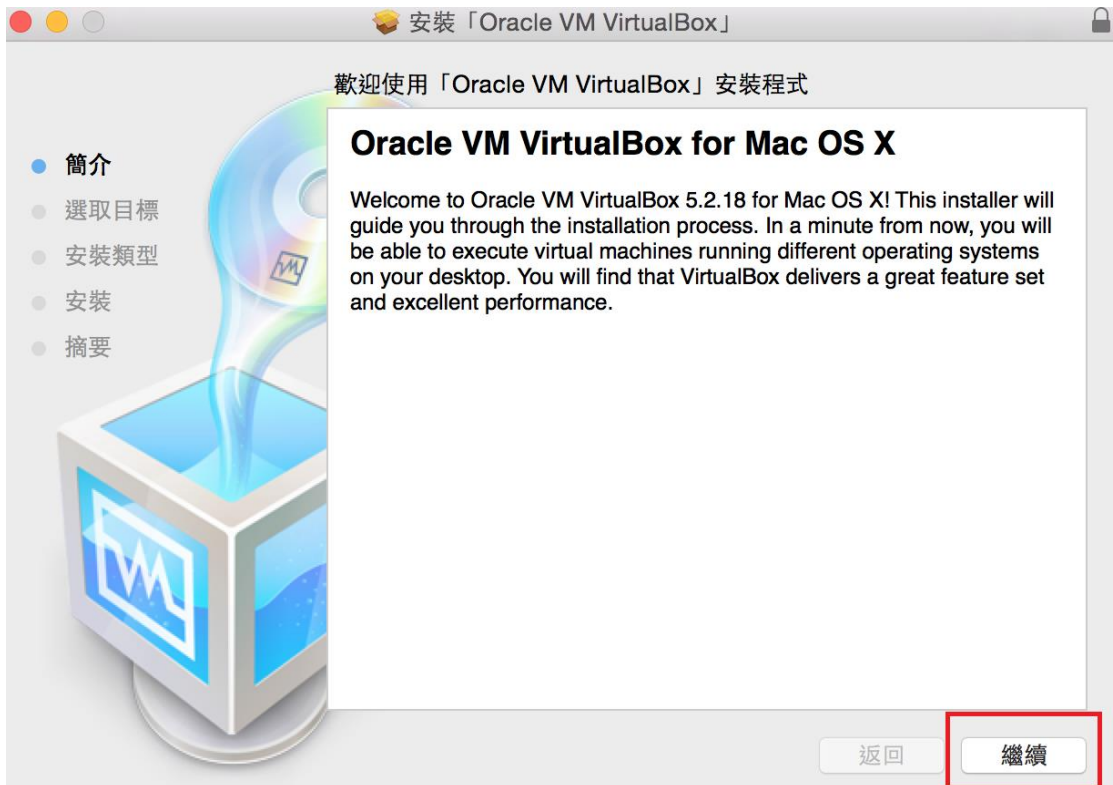 安裝「Oracle VM VirtualBox」
歡迎使用「Oracle VM VirtualBox」安裝程式
簡介
選取目標
安裝類型
安裝
摘要
Oracle VM VirtualBox for Mac OS X
Welcome to Oracle VM VirtualBox 5.2.18 for Mac OS X! This installer will
guide you through the installation process. In a minute from now, you will
be able to execute virtual machines running different operating systems
on your desktop. You will find that VirtualBox delivers a great feature set
and excellent performance.
返回
繼續